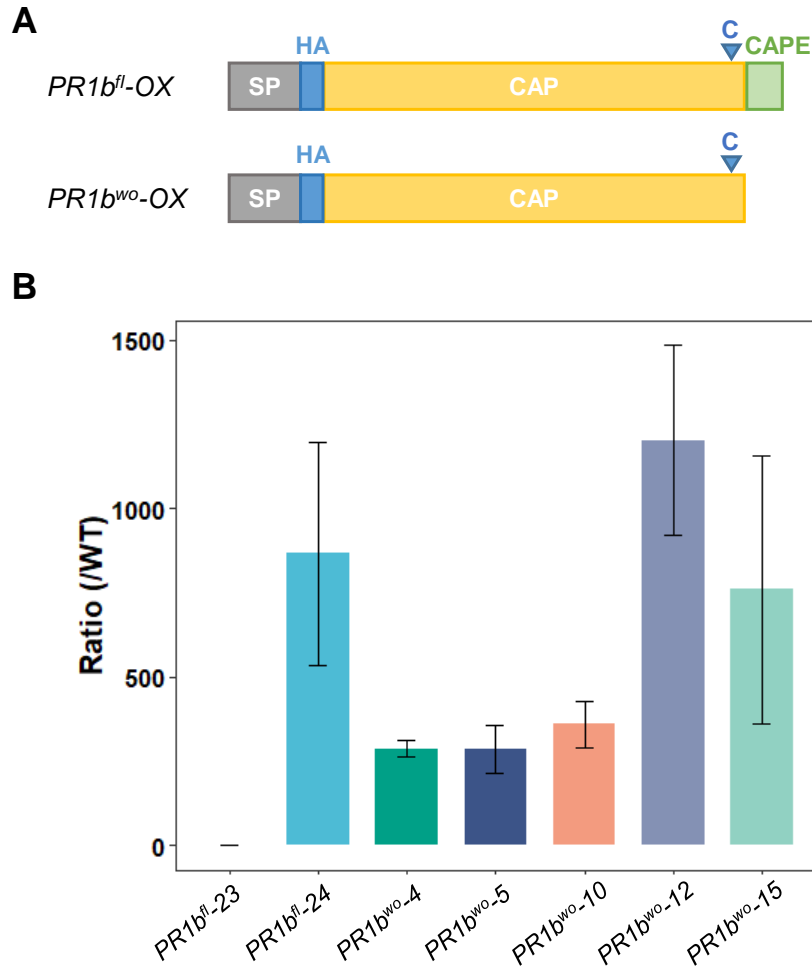 A
HA
C
CAPE
PR1bfl-OX
SP
CAP
HA
C
PR1bwo-OX
SP
CAP
B
Ratio (/WT)
1500
1000
500
0
PR1bfl-23
PR1bfl-24
PR1bwo-4
PR1bwo-5
PR1bwo-10
PR1bwo-12
PR1bwo-15